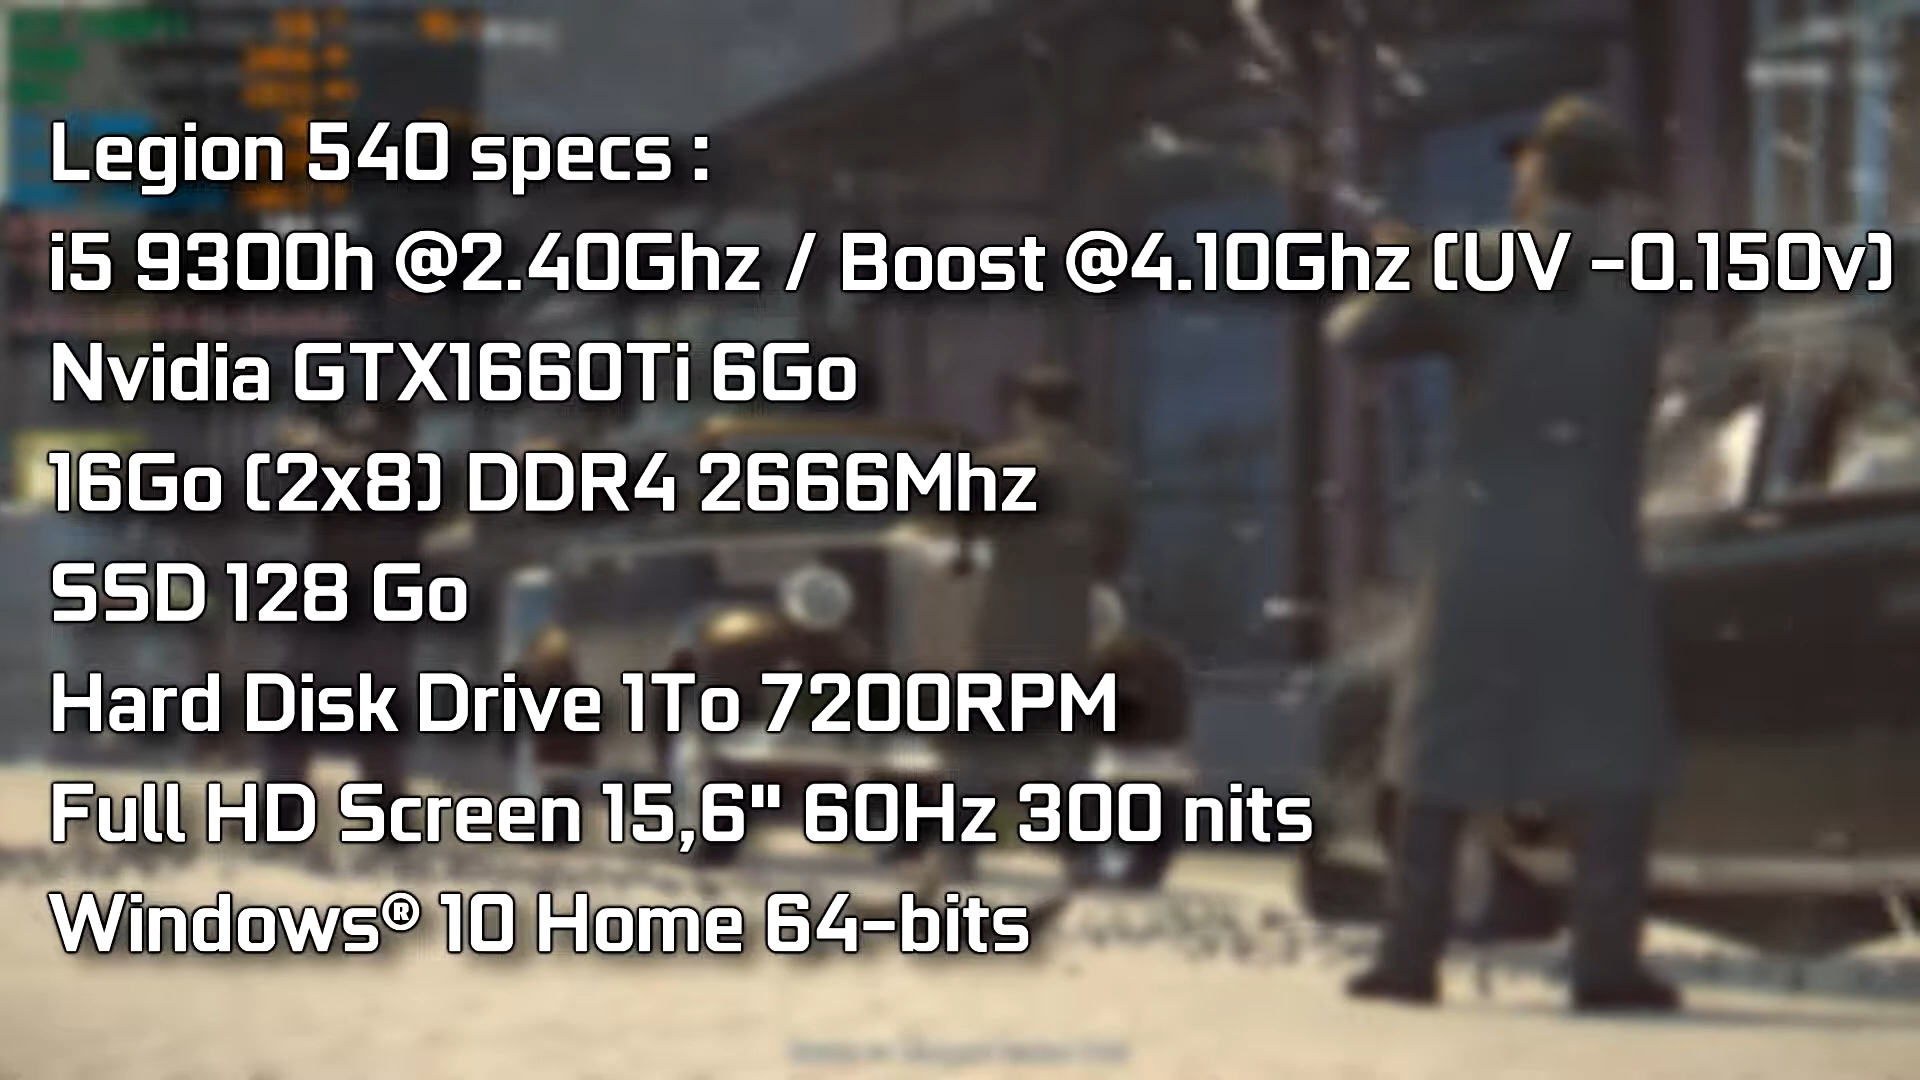 Legion 540 specs :
i5 9300h @2.40Ghz / Boost @4.10Ghz (UV -0.150v)
Nvidia GTX1660Ti 6Go
16Go (2x8) DDR4 2666Mhz
SSD 128 Go
Hard Disk Drive 1To 7200RPM
Full HD Screen 15,6" 60Hz 300 nits
Windows® 10 Home 64-bits